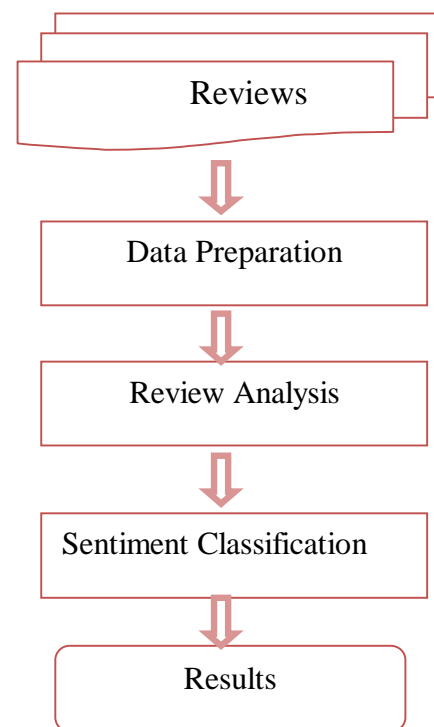 Reviews
Data Preparation
Review Analysis
Sentiment Classification
Results